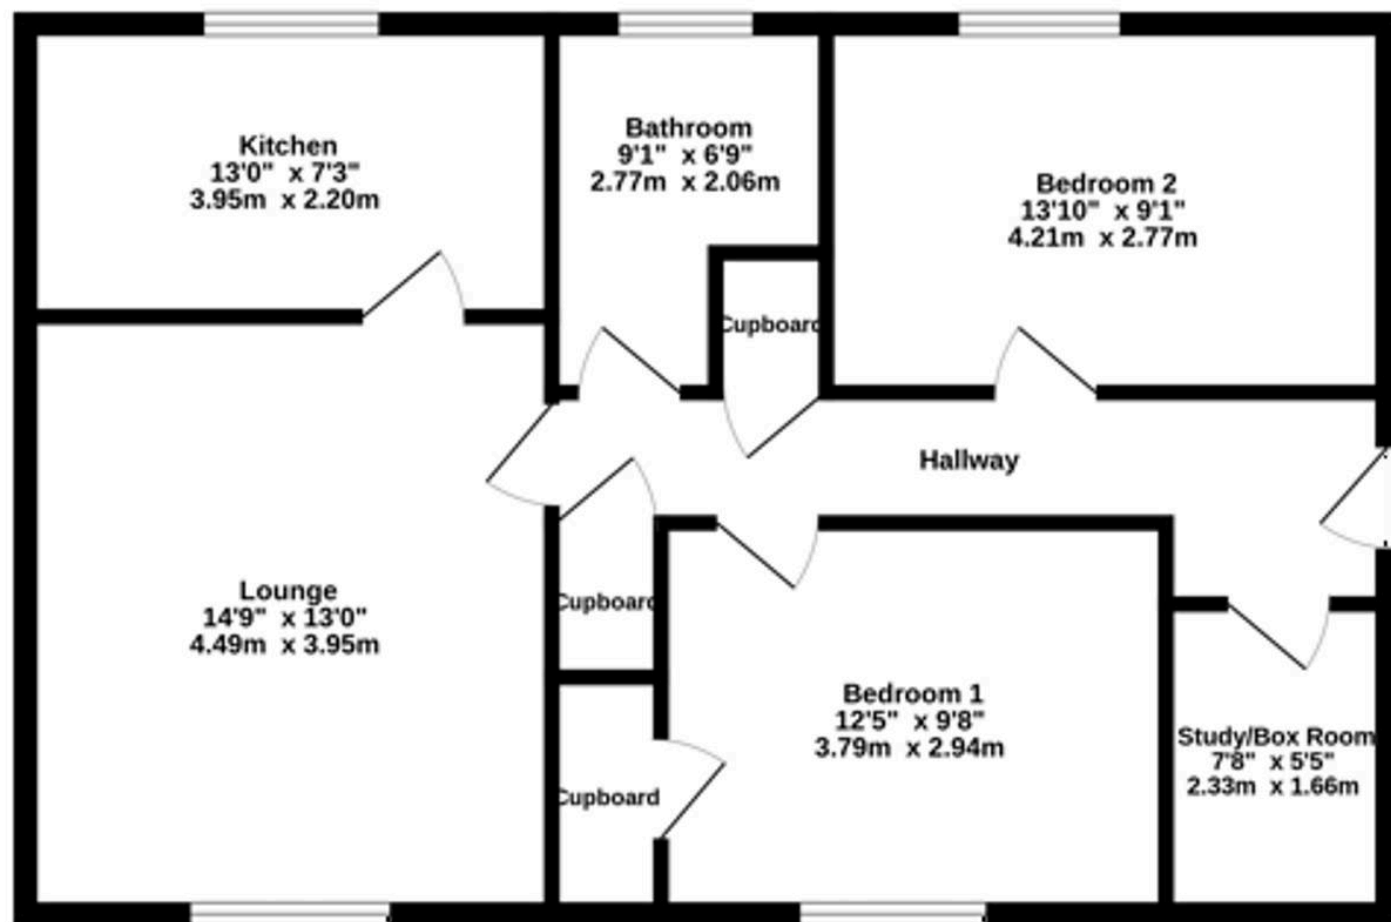 Kitchen
13'0" x 7'3"
3.95m x 2.20m
Bathroom
9'1" x 6'9"
2.77m x 2.06m
Bedroom 2
13'10" x 9'1"
4.21m x 2.77m
Cupboard
Hallway
Lounge
14'9" x 13'0"
4.49m x 3.95m
Cupboard
Bedroom 1
12'5" x 9'8"
3.79m x 2.94m
Study/Box Room
7'8" x 5'5"
2.33m x 1.66m
Cupboard